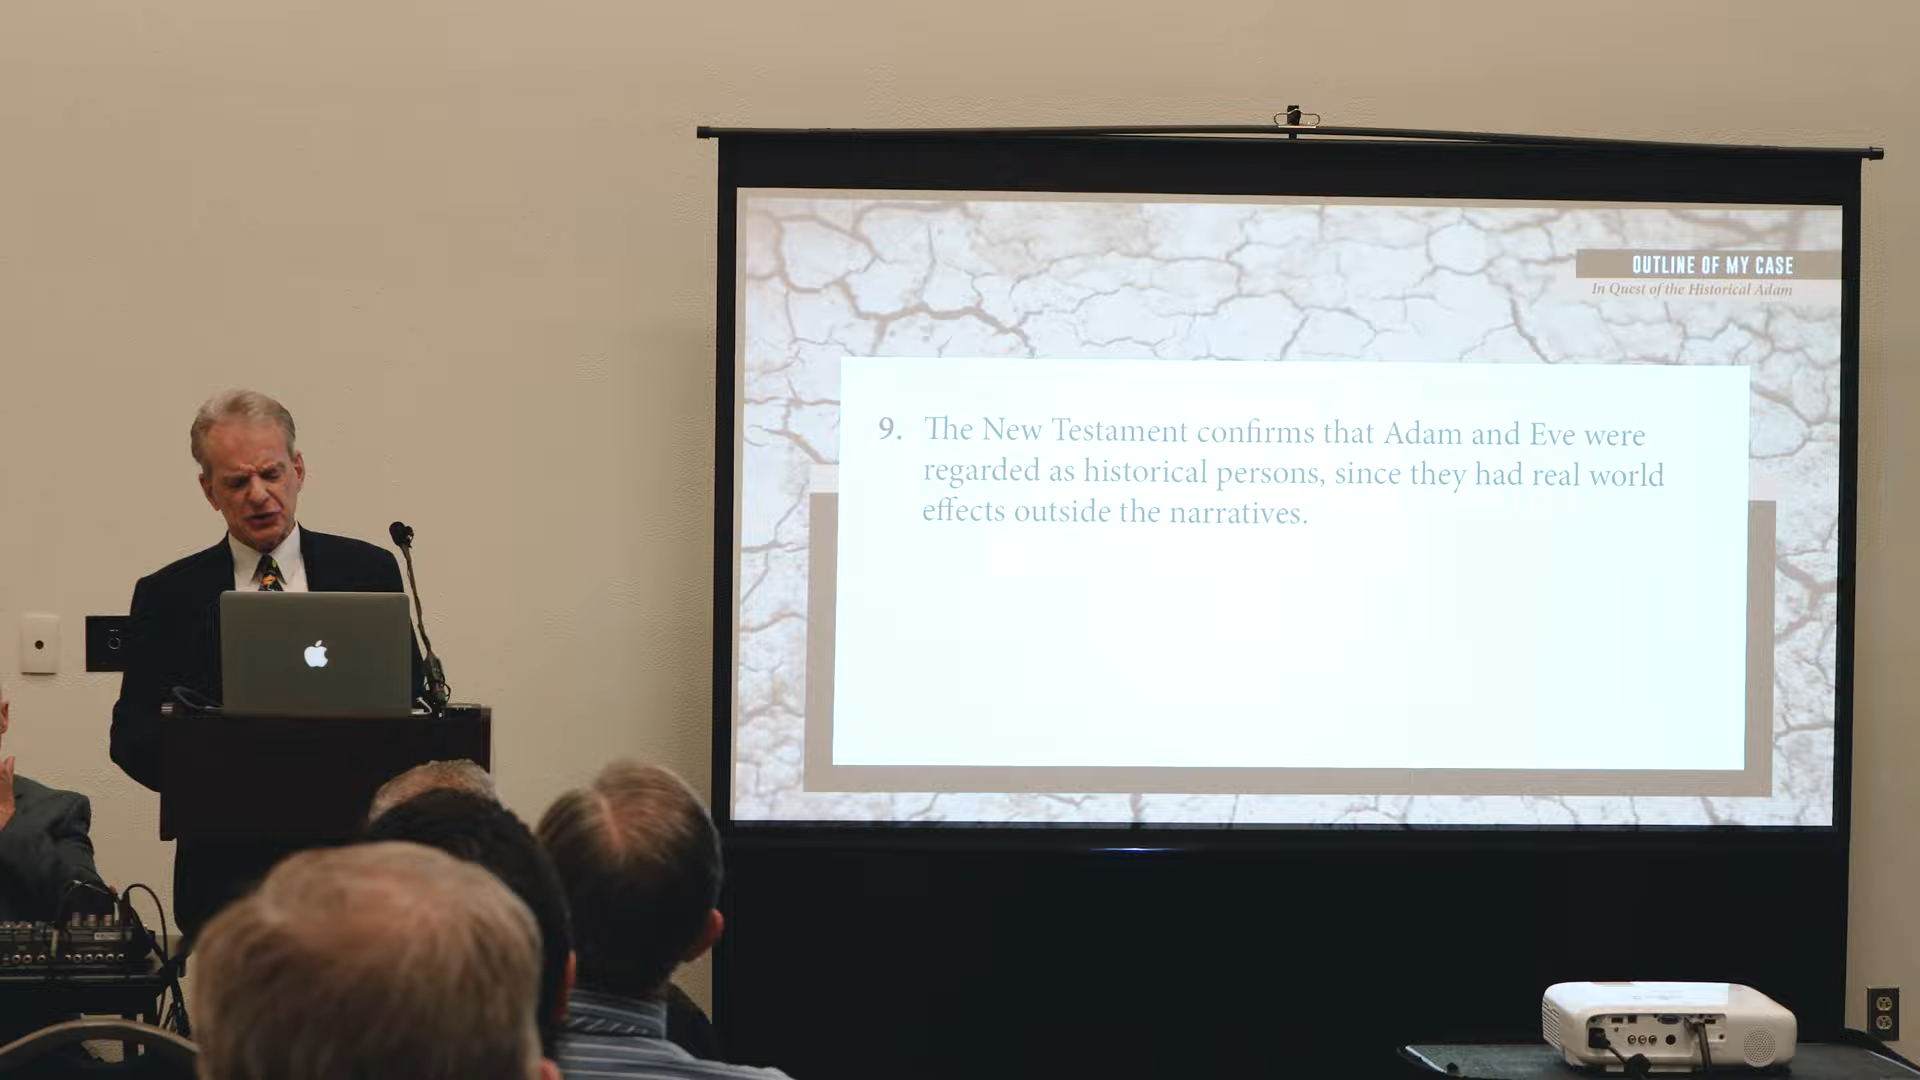 OUTLINE OF MY CASE
In Quest of the Historical Adam
9. The New Testament confirms that Adam and Eve were
regarded as historical persons, since they had real world
effects outside the narratives.